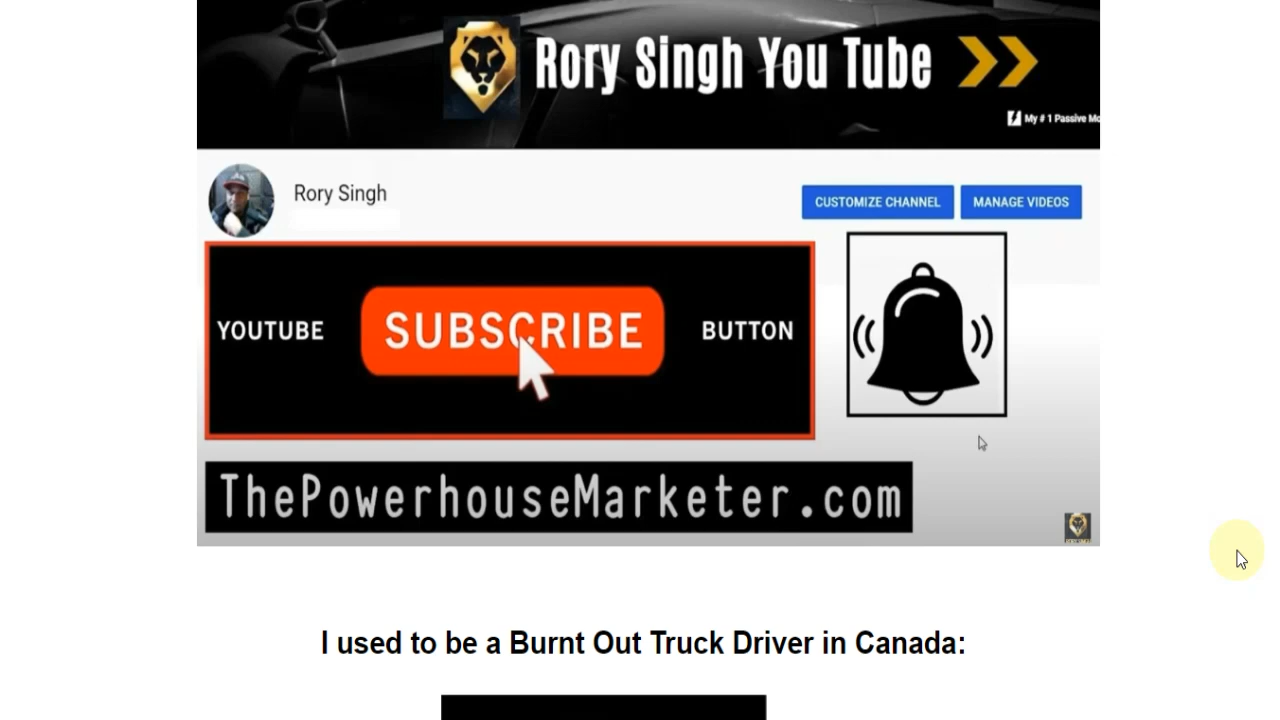 Rory Singh You Tube
My # 1 Passive Mo
Rory Singh
CUSTOMIZE CHANNEL
MANAGE VIDEOS
YOUTUBE SUBSCRIBE BUTTON
ThePowerhouseMarketer.com
I used to be a Burnt Out Truck Driver in Canada: